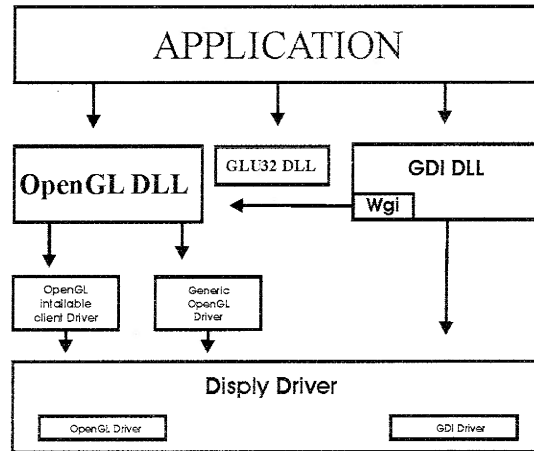 APPLICATION
OpenGL DLL
GLU32 DLL
GDI DLL
Wgi
OpenGL
intallable
client Driver
Generic
OpenGL
Driver
Disply Driver
OpenGL Driver
GDI Driver